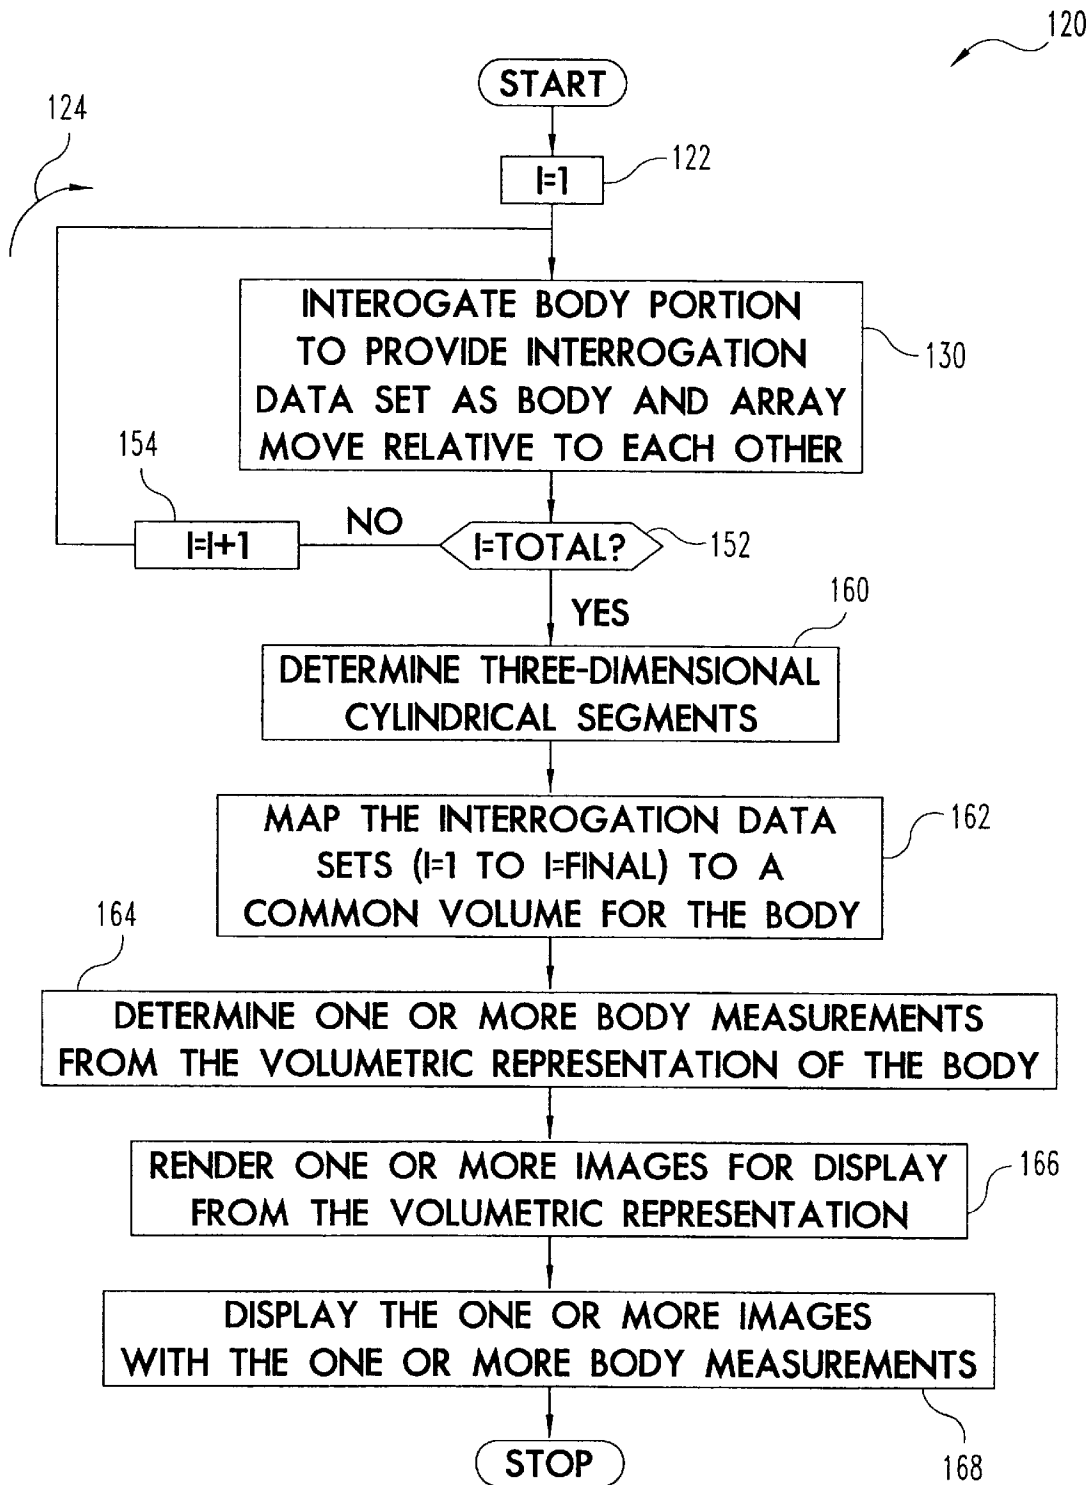 120
START
124
122
I=1
INTEROGATE BODY PORTION
TO PROVIDE INTERROGATION
DATA SET AS BODY AND ARRAY
MOVE RELATIVE TO EACH OTHER
130
154
NO
I=I+1
I=TOTAL?
152
YES
160
DETERMINE THREE-DIMENSIONAL
CYLINDRICAL SEGMENTS
MAP THE INTERROGATION DATA
SETS (I=1 TO I=FINAL) TO A
COMMON VOLUME FOR THE BODY
162
164
DETERMINE ONE OR MORE BODY MEASUREMENTS
FROM THE VOLUMETRIC REPRESENTATION OF THE BODY
RENDER ONE OR MORE IMAGES FOR DISPLAY
FROM THE VOLUMETRIC REPRESENTATION
166
DISPLAY THE ONE OR MORE IMAGES
WITH THE ONE OR MORE BODY MEASUREMENTS
168
STOP